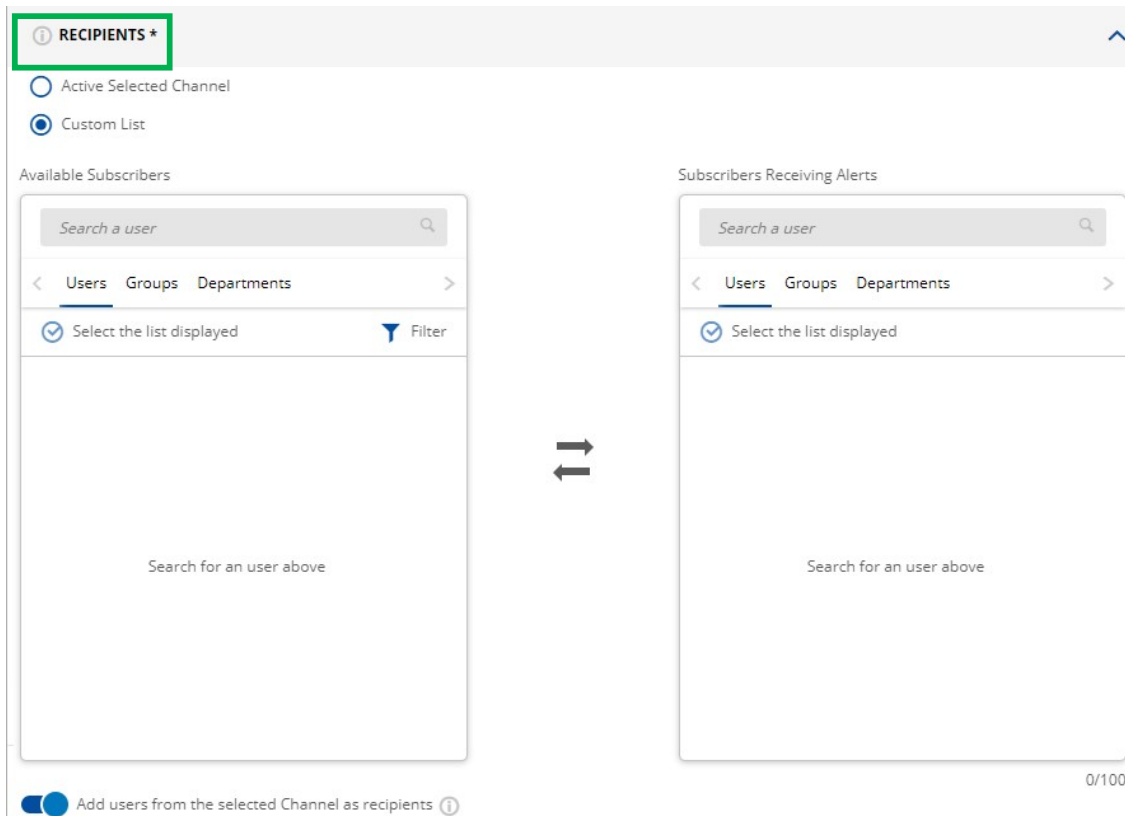 RECIPIENTS *
Active Selected Channel
Custom List
Available Subscribers
Search a user
Users Groups Departments
Select the list displayed Filter
Search for an user above
Subscribers Receiving Alerts
Search a user
Users Groups Departments
Select the list displayed
Search for an user above
0/100
Add users from the selected Channel as recipients